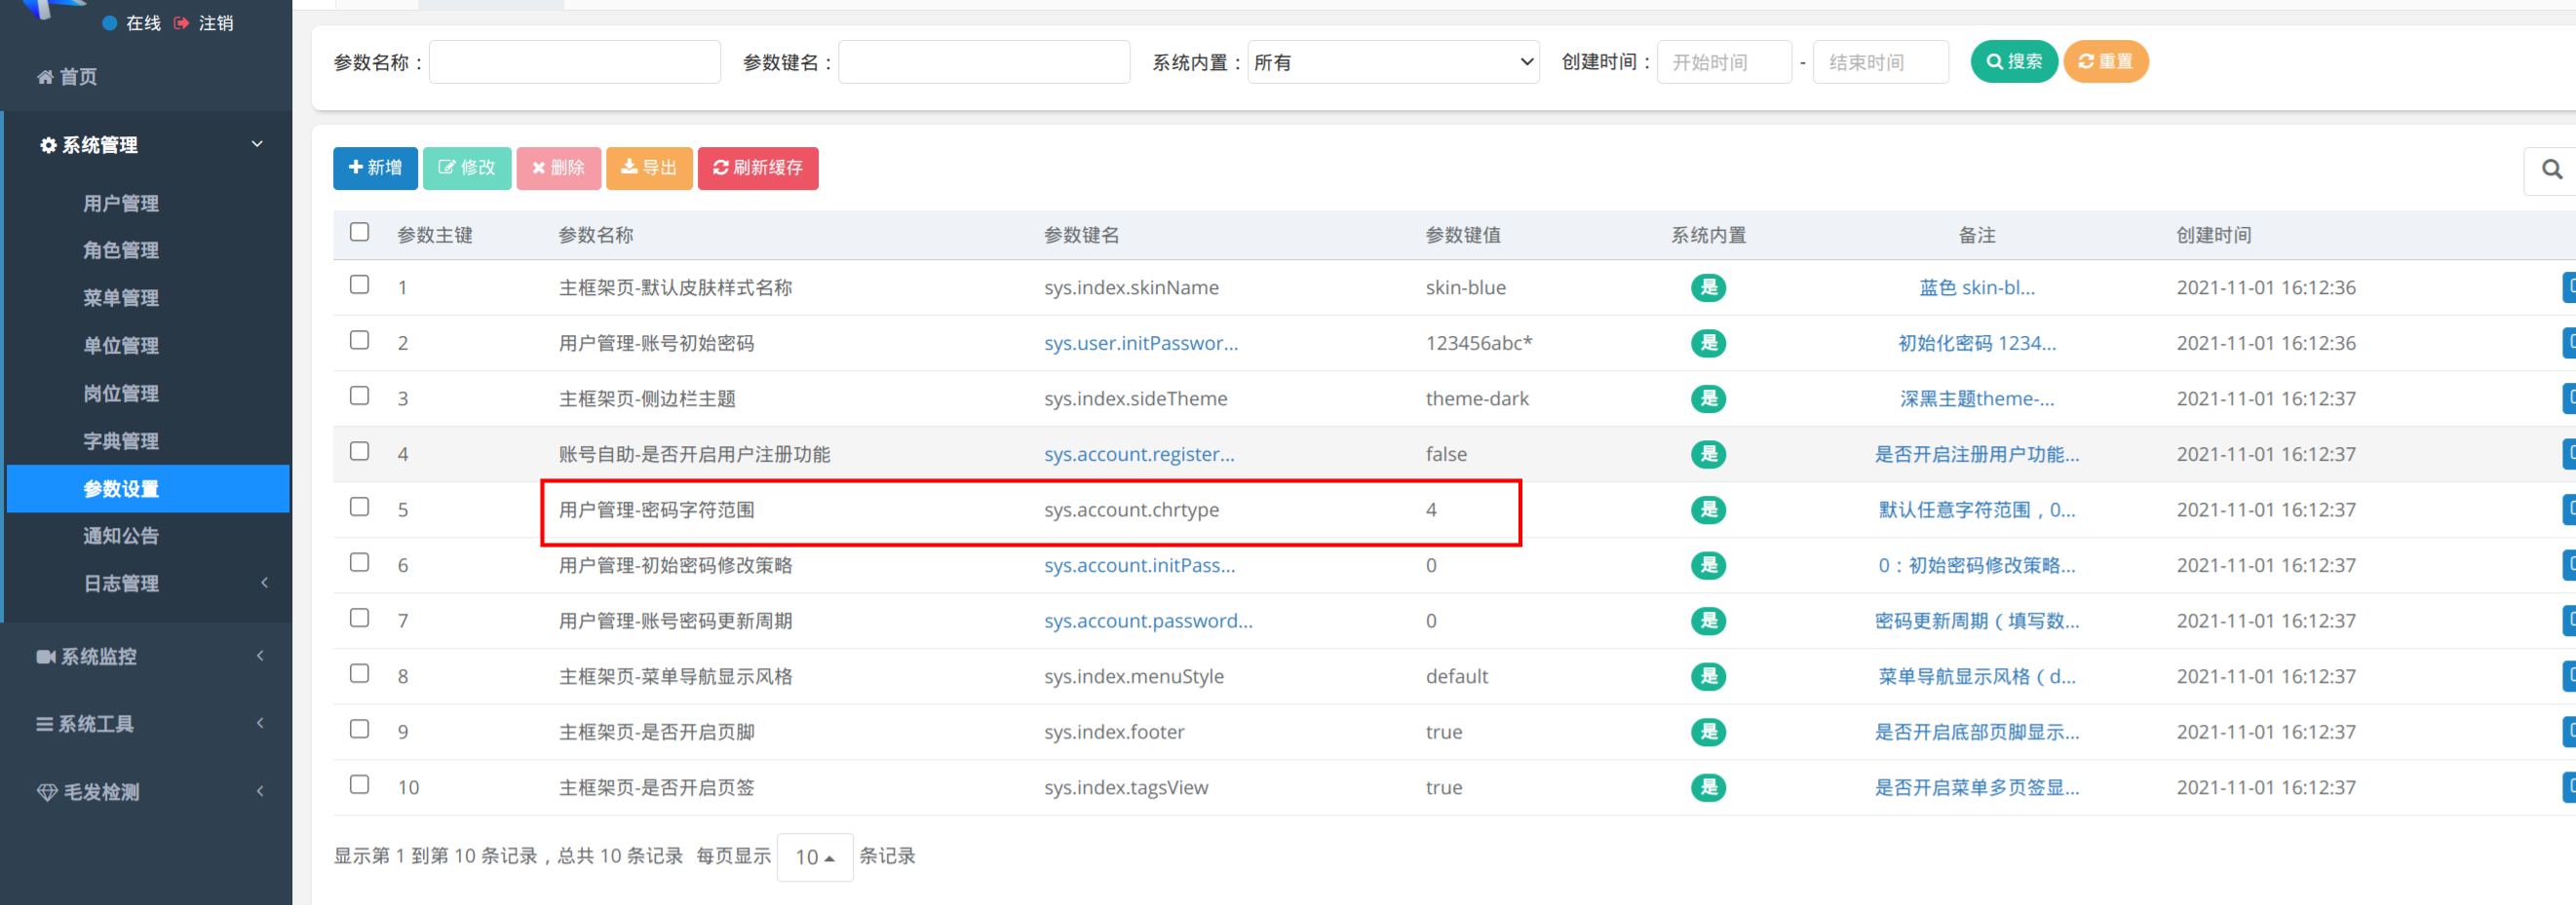 在线 注销
首页
系统管理
用户管理
角色管理
菜单管理
单位管理
岗位管理
字典管理
参数设置
通知公告
日志管理
系统监控
系统工具
毛发检测
参数名称： 参数键名： 系统内置： 所有 创建时间： 开始时间 - 结束时间 搜索 重置
新增 修改 删除 导出 刷新缓存
参数主键 参数名称 参数键名 参数键值 系统内置 备注 创建时间
1 主框架页-默认皮肤样式名称 sys.index.skinName skin-blue 是 蓝色 skin-bl... 2021-11-01 16:12:36
2 用户管理-账号初始密码 sys.user.initPasswor... 123456abc* 是 初始化密码 1234... 2021-11-01 16:12:36
3 主框架页-侧边栏主题 sys.index.sideTheme theme-dark 是 深黑主题theme-... 2021-11-01 16:12:37
4 账号自助-是否开启用户注册功能 sys.account.register... false 是 是否开启注册用户功能... 2021-11-01 16:12:37
5 用户管理-密码字符范围 sys.account.chrtype 4 是 默认任意字符范围，0... 2021-11-01 16:12:37
6 用户管理-初始密码修改策略 sys.account.initPass... 0 是 0：初始密码修改策略... 2021-11-01 16:12:37
7 用户管理-账号密码更新周期 sys.account.password... 0 是 密码更新周期（填写数... 2021-11-01 16:12:37
8 主框架页-菜单导航显示风格 sys.index.menuStyle default 是 菜单导航显示风格（d... 2021-11-01 16:12:37
9 主框架页-是否开启页脚 sys.index.footer true 是 是否开启底部页脚显示... 2021-11-01 16:12:37
10 主框架页-是否开启页签 sys.index.tagsView true 是 是否开启菜单多页签显... 2021-11-01 16:12:37
显示第 1 到第 10 条记录，总共 10 条记录 每页显示 10 条记录